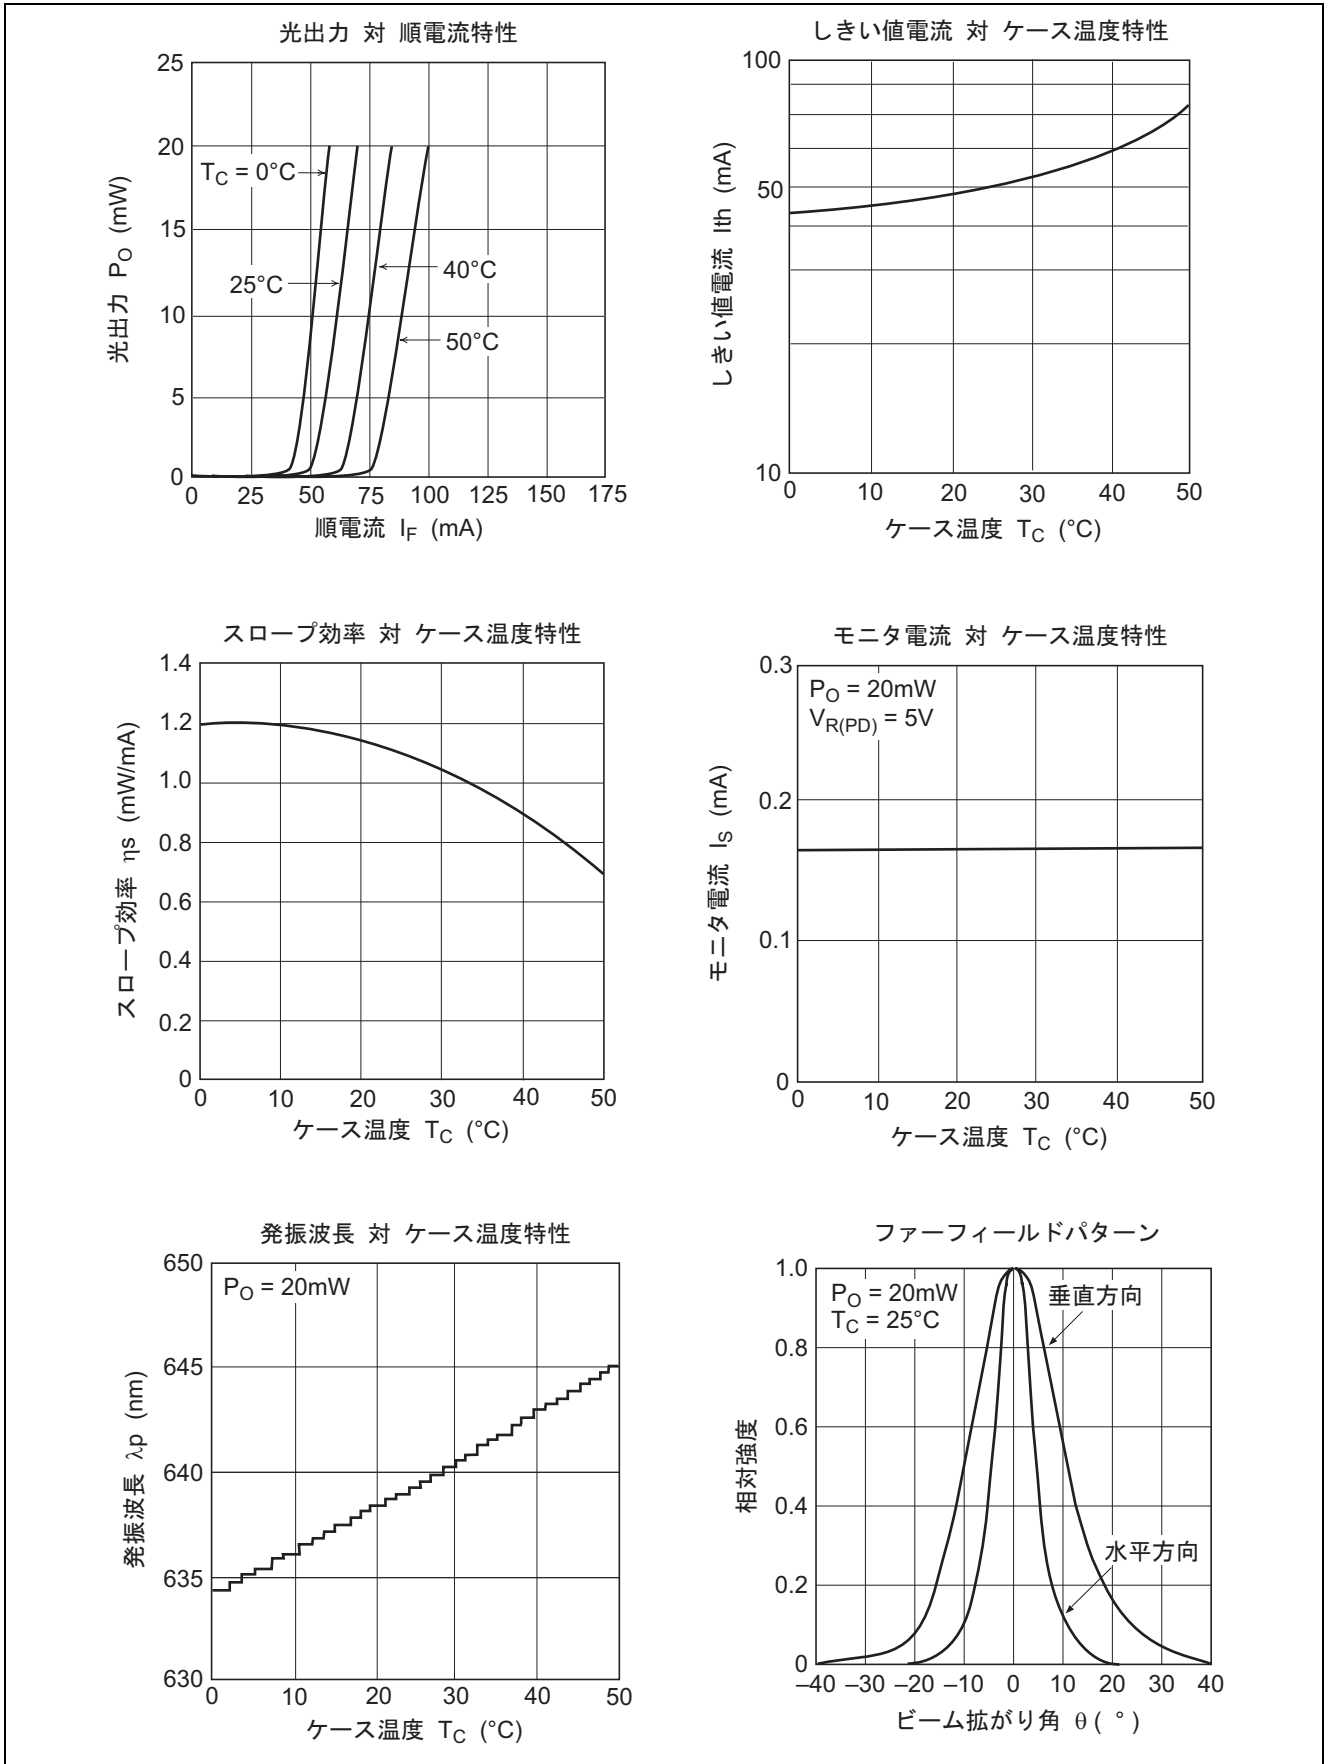 光出力 対 順電流特性
25
20
15
10
5
0
光出力 PO (mW)
TC = 0°C
25°C
40°C
50°C
0 25 50 75 100 125 150 175
順電流 IF (mA)
しきい値電流 対 ケース温度特性
100
50
10
しきい値電流 Ith (mA)
0 10 20 30 40 50
ケース温度 TC (°C)
スロープ効率 対 ケース温度特性
1.4
1.2
1.0
0.8
0.6
0.4
0.2
0
スロープ効率 ηs (mW/mA)
0 10 20 30 40 50
ケース温度 TC (°C)
モニタ電流 対 ケース温度特性
0.3
0.2
0.1
0
モニタ電流 IS (mA)
PO = 20mW
VR(PD) = 5V
0 10 20 30 40 50
ケース温度 TC (°C)
発振波長 対 ケース温度特性
650
645
640
635
630
発振波長 λp (nm)
PO = 20mW
0 10 20 30 40 50
ケース温度 TC (°C)
ファーフィールドパターン
1.0
0.8
0.6
0.4
0.2
0
相対強度
PO = 20mW
TC = 25°C
垂直方向
水平方向
–40 –30 –20 –10 0 10 20 30 40
ビーム拡がり角 θ ( ° )